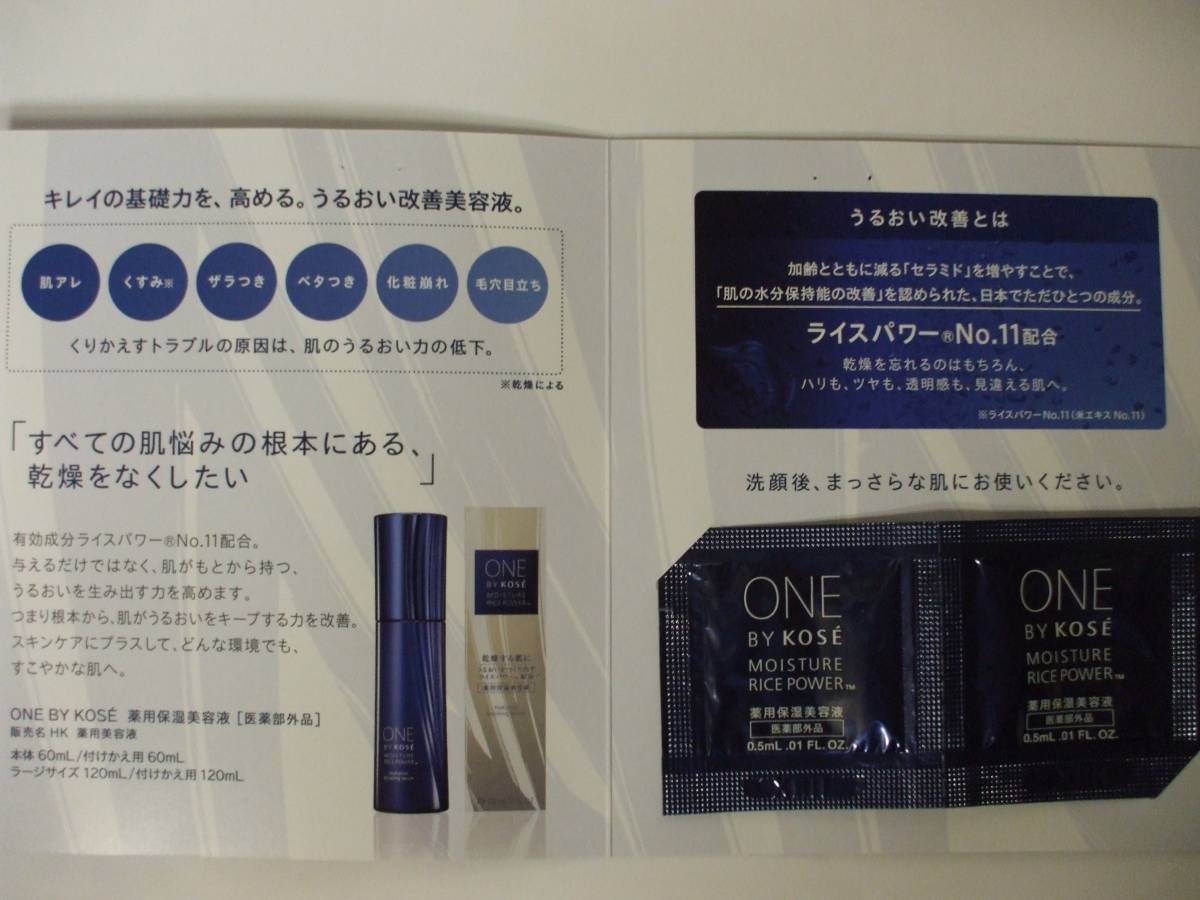 キレイの基礎力を、高める。うるおい改善美容液。
肌アレ
くすみ※
ザラつき
ベタつき
化粧崩れ
毛穴目立ち
くりかえすトラブルの原因は、肌のうるおい力の低下。
※乾燥による
「すべての肌悩みの根本にある、
乾燥をなくしたい」
有効成分ライスパワー®No.11配合。
与えるだけではなく、肌がもとから持つ、
うるおいを生み出す力を高めます。
つまり根本から、肌がうるおいをキープする力を改善。
スキンケアにプラスして、どんな環境でも、
すこやかな肌へ。
ONE BY KOSÉ 薬用保湿美容液［医薬部外品］
販売名 HK 薬用美容液
本体 60mL/付けかえ用 60mL
ラージサイズ 120mL/付けかえ用 120mL
ONE
BY KOSÉ
MOISTURE
RICE POWER™
ONE
BY KOSÉ
MOISTURE
RICE POWER™
乾燥する肌に
薬用保湿美容液
うるおい改善とは
加齢とともに減る「セラミド」を増やすことで、
「肌の水分保持能の改善」を認められた、日本でただひとつの成分。
ライスパワー®No.11配合
乾燥を忘れるのはもちろん、
ハリも、ツヤも、透明感も、見違える肌へ。
※ライスパワーNo.11（米エキス No.11）
洗顔後、まっさらな肌にお使いください。
ONE
BY KOSÉ
MOISTURE
RICE POWER™
薬用保湿美容液
医薬部外品
0.5mL .01 FL. OZ.
ONE
BY KOSÉ
MOISTURE
RICE POWER™
薬用保湿美容液
医薬部外品
0.5mL .01 FL. OZ.